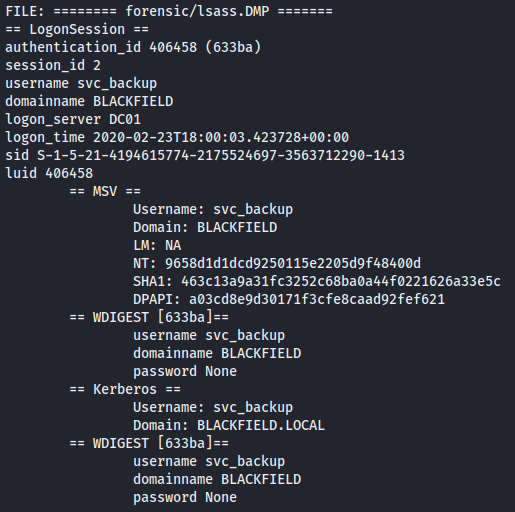 FILE: ======== forensic/lsass.DMP =======
== LogonSession ==
authentication_id 406458 (633ba)
session_id 2
username svc_backup
domainname BLACKFIELD
logon_server DC01
logon_time 2020-02-23T18:00:03.423728+00:00
sid S-1-5-21-4194615774-2175524697-3563712290-1413
luid 406458
== MSV ==
Username: svc_backup
Domain: BLACKFIELD
LM: NA
NT: 9658d1d1dcd9250115e2205d9f48400d
SHA1: 463c13a9a31fc3252c68ba0a44f0221626a33e5c
DPAPI: a03cd8e9d30171f3cfe8caad92fef621
== WDIGEST [633ba]==
username svc_backup
domainname BLACKFIELD
password None
== Kerberos ==
Username: svc_backup
Domain: BLACKFIELD.LOCAL
== WDIGEST [633ba]==
username svc_backup
domainname BLACKFIELD
password None